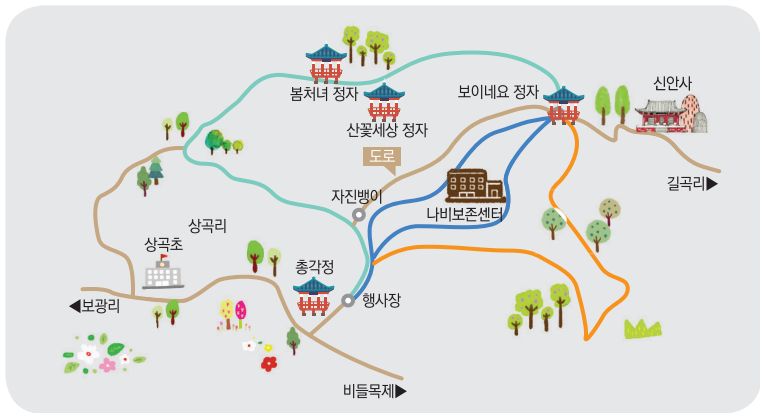 봄처녀 정자
산꽃세상 정자
보이네요 정자
신안사
도로
길곡리▶
자진뱅이
나비보존센터
상곡리
상곡초
총각정
행사장
◀보광리
비들목제▶